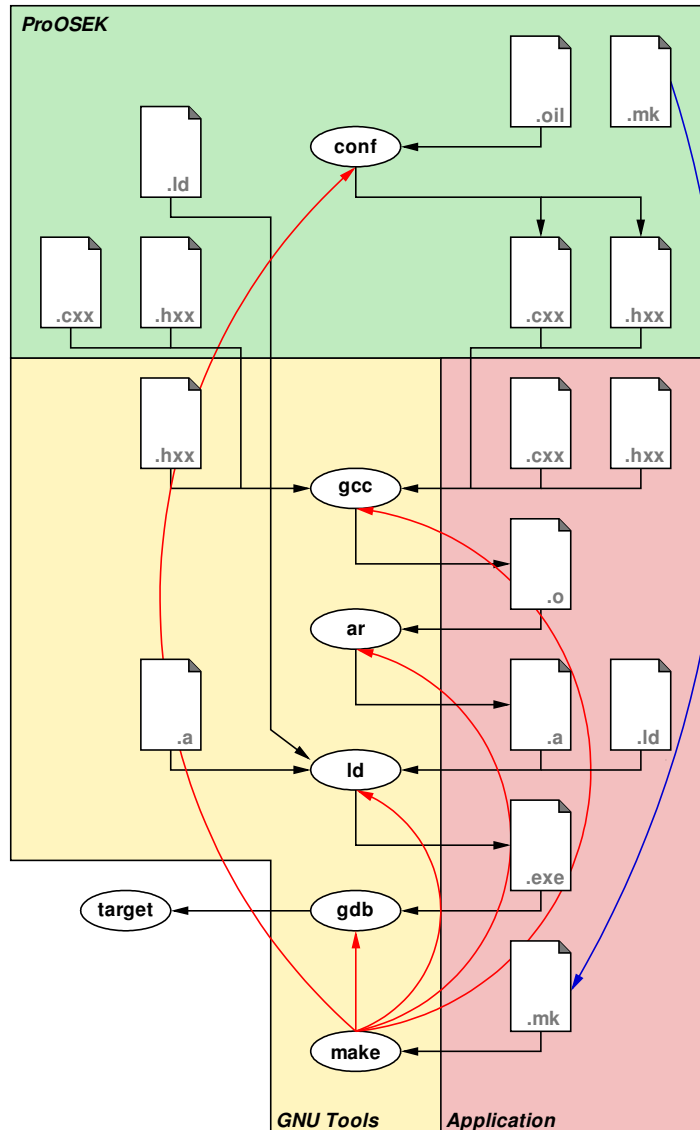 ProOSEK
.oil
.mk
.ld
conf
.cxx
.hxx
.cxx
.hxx
.hxx
.cxx
.hxx
gcc
.o
ar
.a
.a
.ld
ld
.exe
target
gdb
.mk
make
GNU Tools
Application